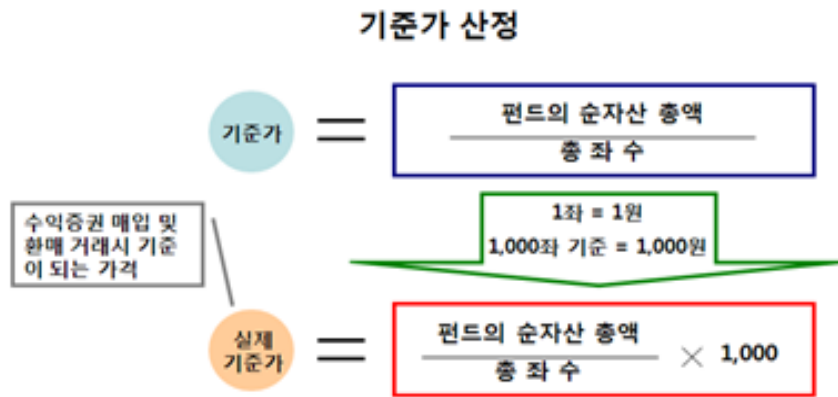 기준가 산정
기준가
=
펀드의 순자산 총액
총 좌 수
1좌 = 1원
1,000좌 기준 = 1,000원
수익증권 매입 및
환매 거래시 기준
이 되는 가격
실제
기준가
=
펀드의 순자산 총액
총 좌 수
× 1,000